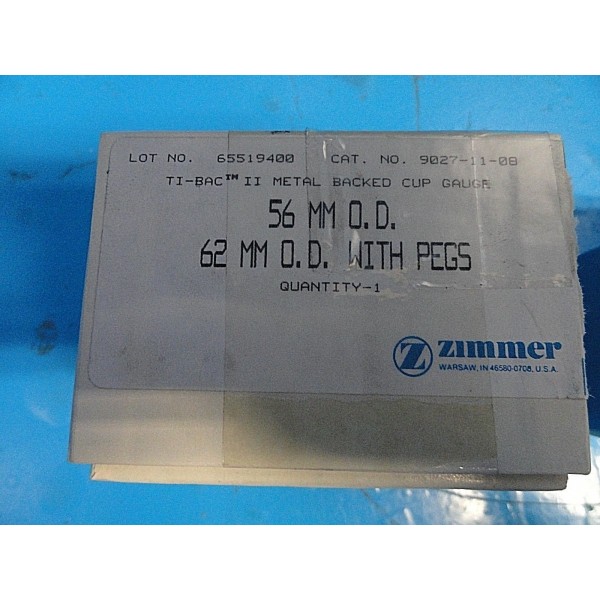 LOT NO. 65519400 CAT. NO. 9027-11-08
TI-BAC™ II METAL BACKED CUP GAUGE
56 MM O.D.
62 MM O.D. WITH PEGS
QUANTITY-1
Z zimmer
WARSAW, IN 46580-0708, U.S.A.